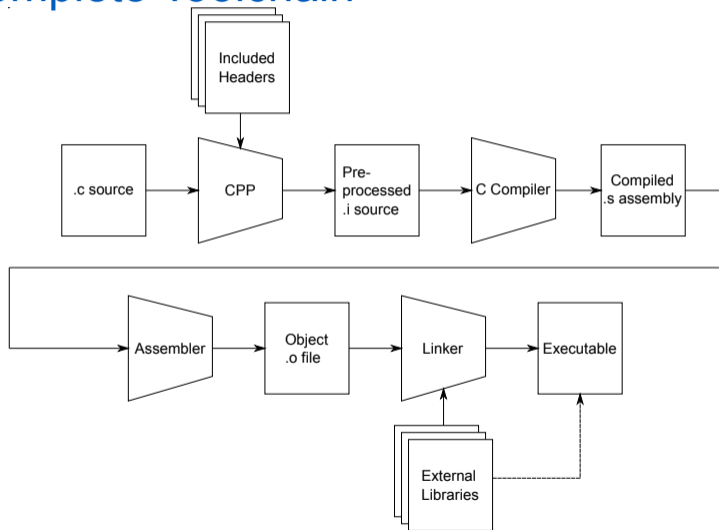 Included
Headers
.c source
CPP
Pre-
processed
.i source
C Compiler
Compiled
.s assembly
Assembler
Object
.o file
Linker
Executable
External
Libraries